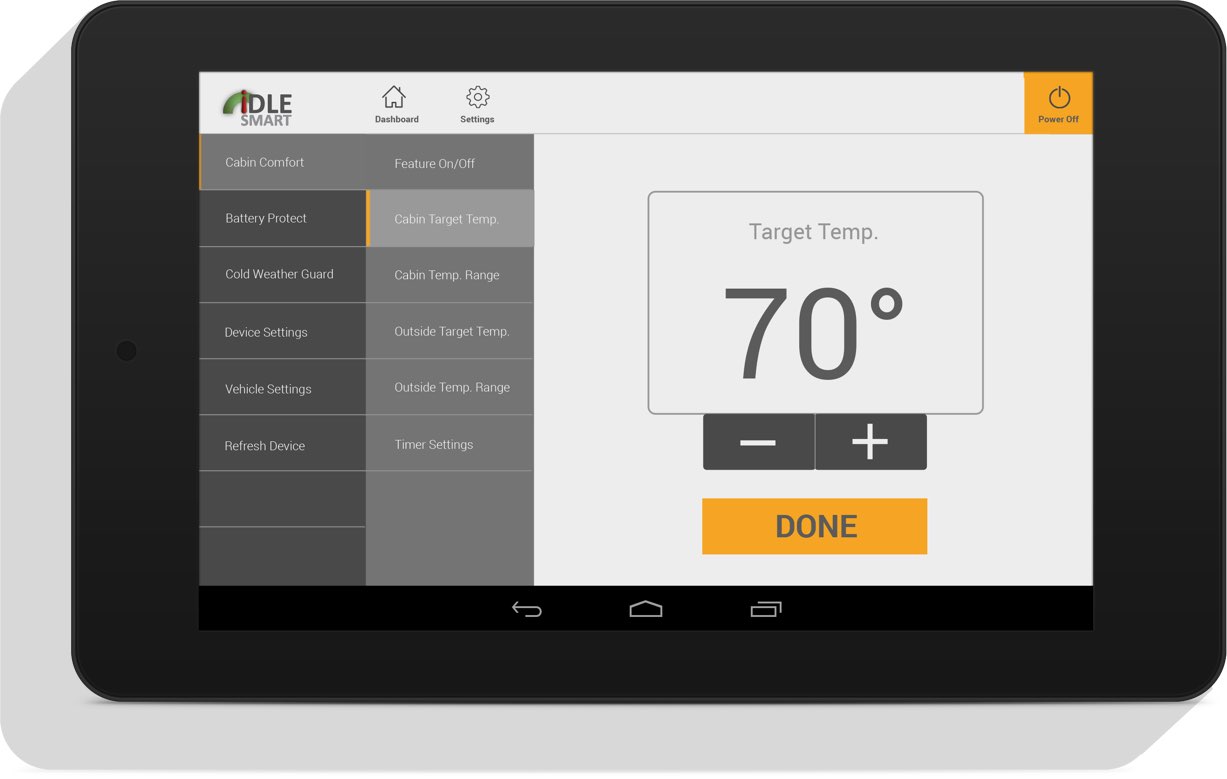 iDLE
SMART
Dashboard
Settings
Power Off
Cabin Comfort
Battery Protect
Cold Weather Guard
Device Settings
Vehicle Settings
Refresh Device
Feature On/Off
Cabin Target Temp.
Cabin Temp. Range
Outside Target Temp.
Outside Temp. Range
Timer Settings
Target Temp.
70°
DONE